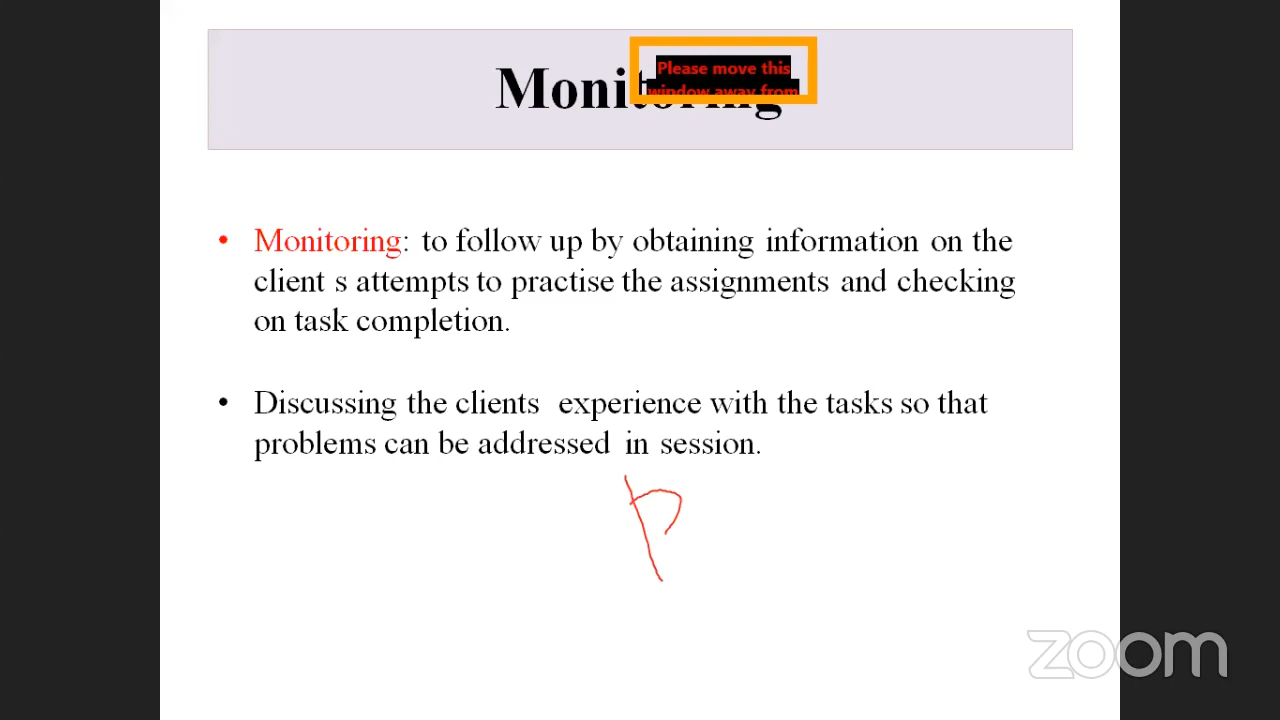 Monitoring
Please move this
window away from
• Monitoring: to follow up by obtaining information on the
client s attempts to practise the assignments and checking
on task completion.
• Discussing the clients experience with the tasks so that
problems can be addressed in session.
p
zoom